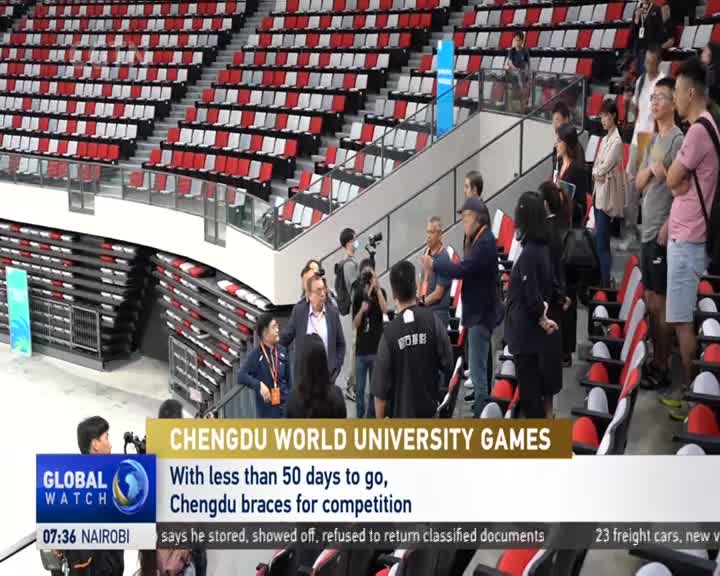 CGTN
CHENGDU WORLD UNIVERSITY GAMES
GLOBAL
WATCH
With less than 50 days to go,
Chengdu braces for competition
07:36 NAIROBI
says he stored, showed off, refused to return classified documents 23 freight cars, new v